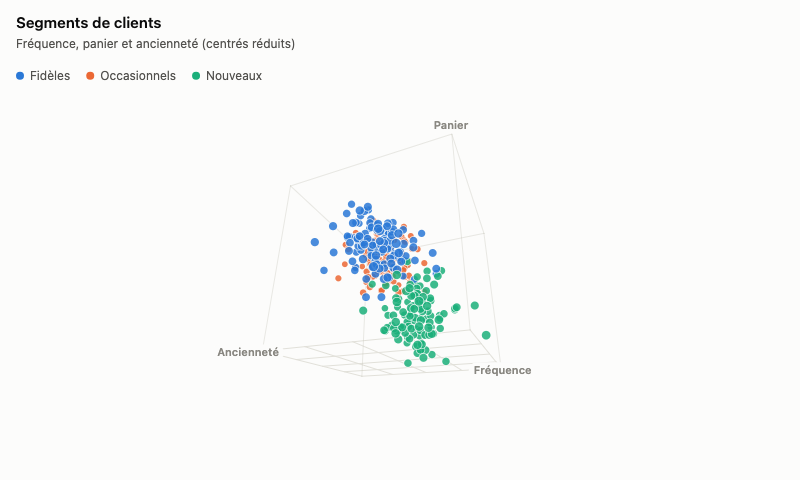 Segments de clients
Fréquence, panier et ancienneté (centrés réduits)
Fidèles Occasionnels Nouveaux
Panier
Ancienneté
Fréquence